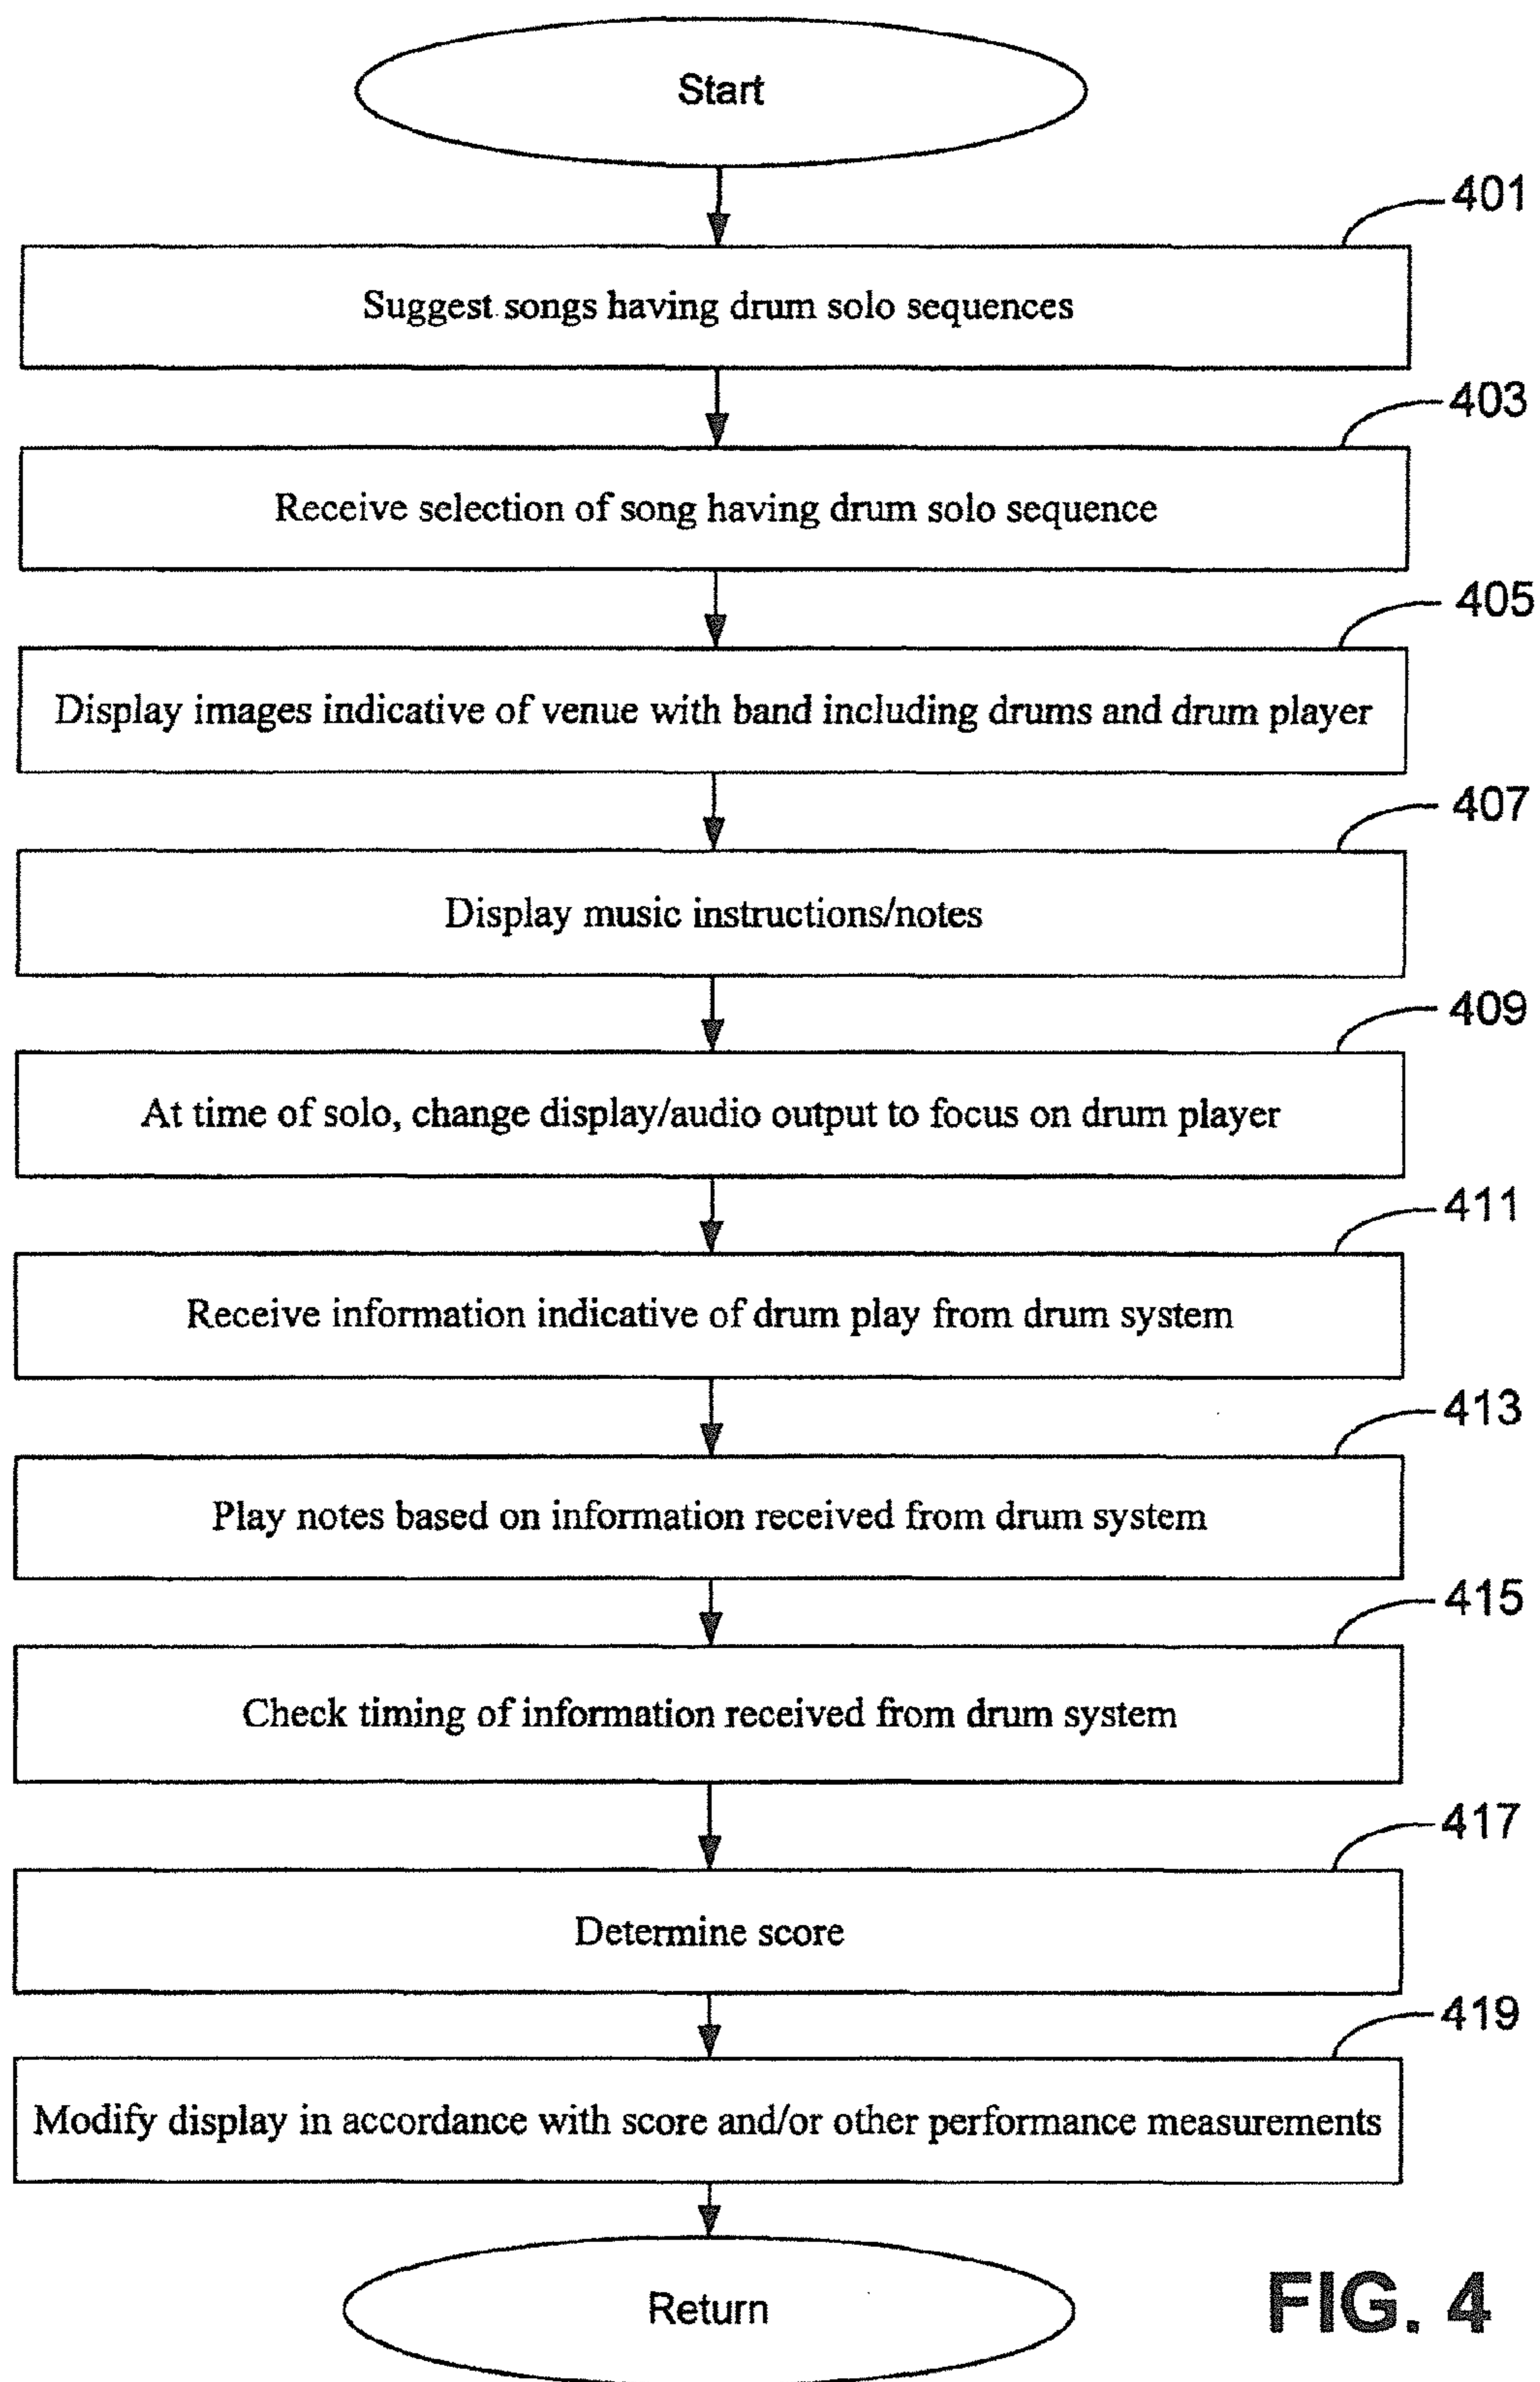 Start
401
Suggest songs having drum solo sequences
403
Receive selection of song having drum solo sequence
405
Display images indicative of venue with band including drums and drum player
407
Display music instructions/notes
409
At time of solo, change display/audio output to focus on drum player
411
Receive information indicative of drum play from drum system
413
Play notes based on information received from drum system
415
Check timing of information received from drum system
417
Determine score
419
Modify display in accordance with score and/or other performance measurements
Return
FIG. 4